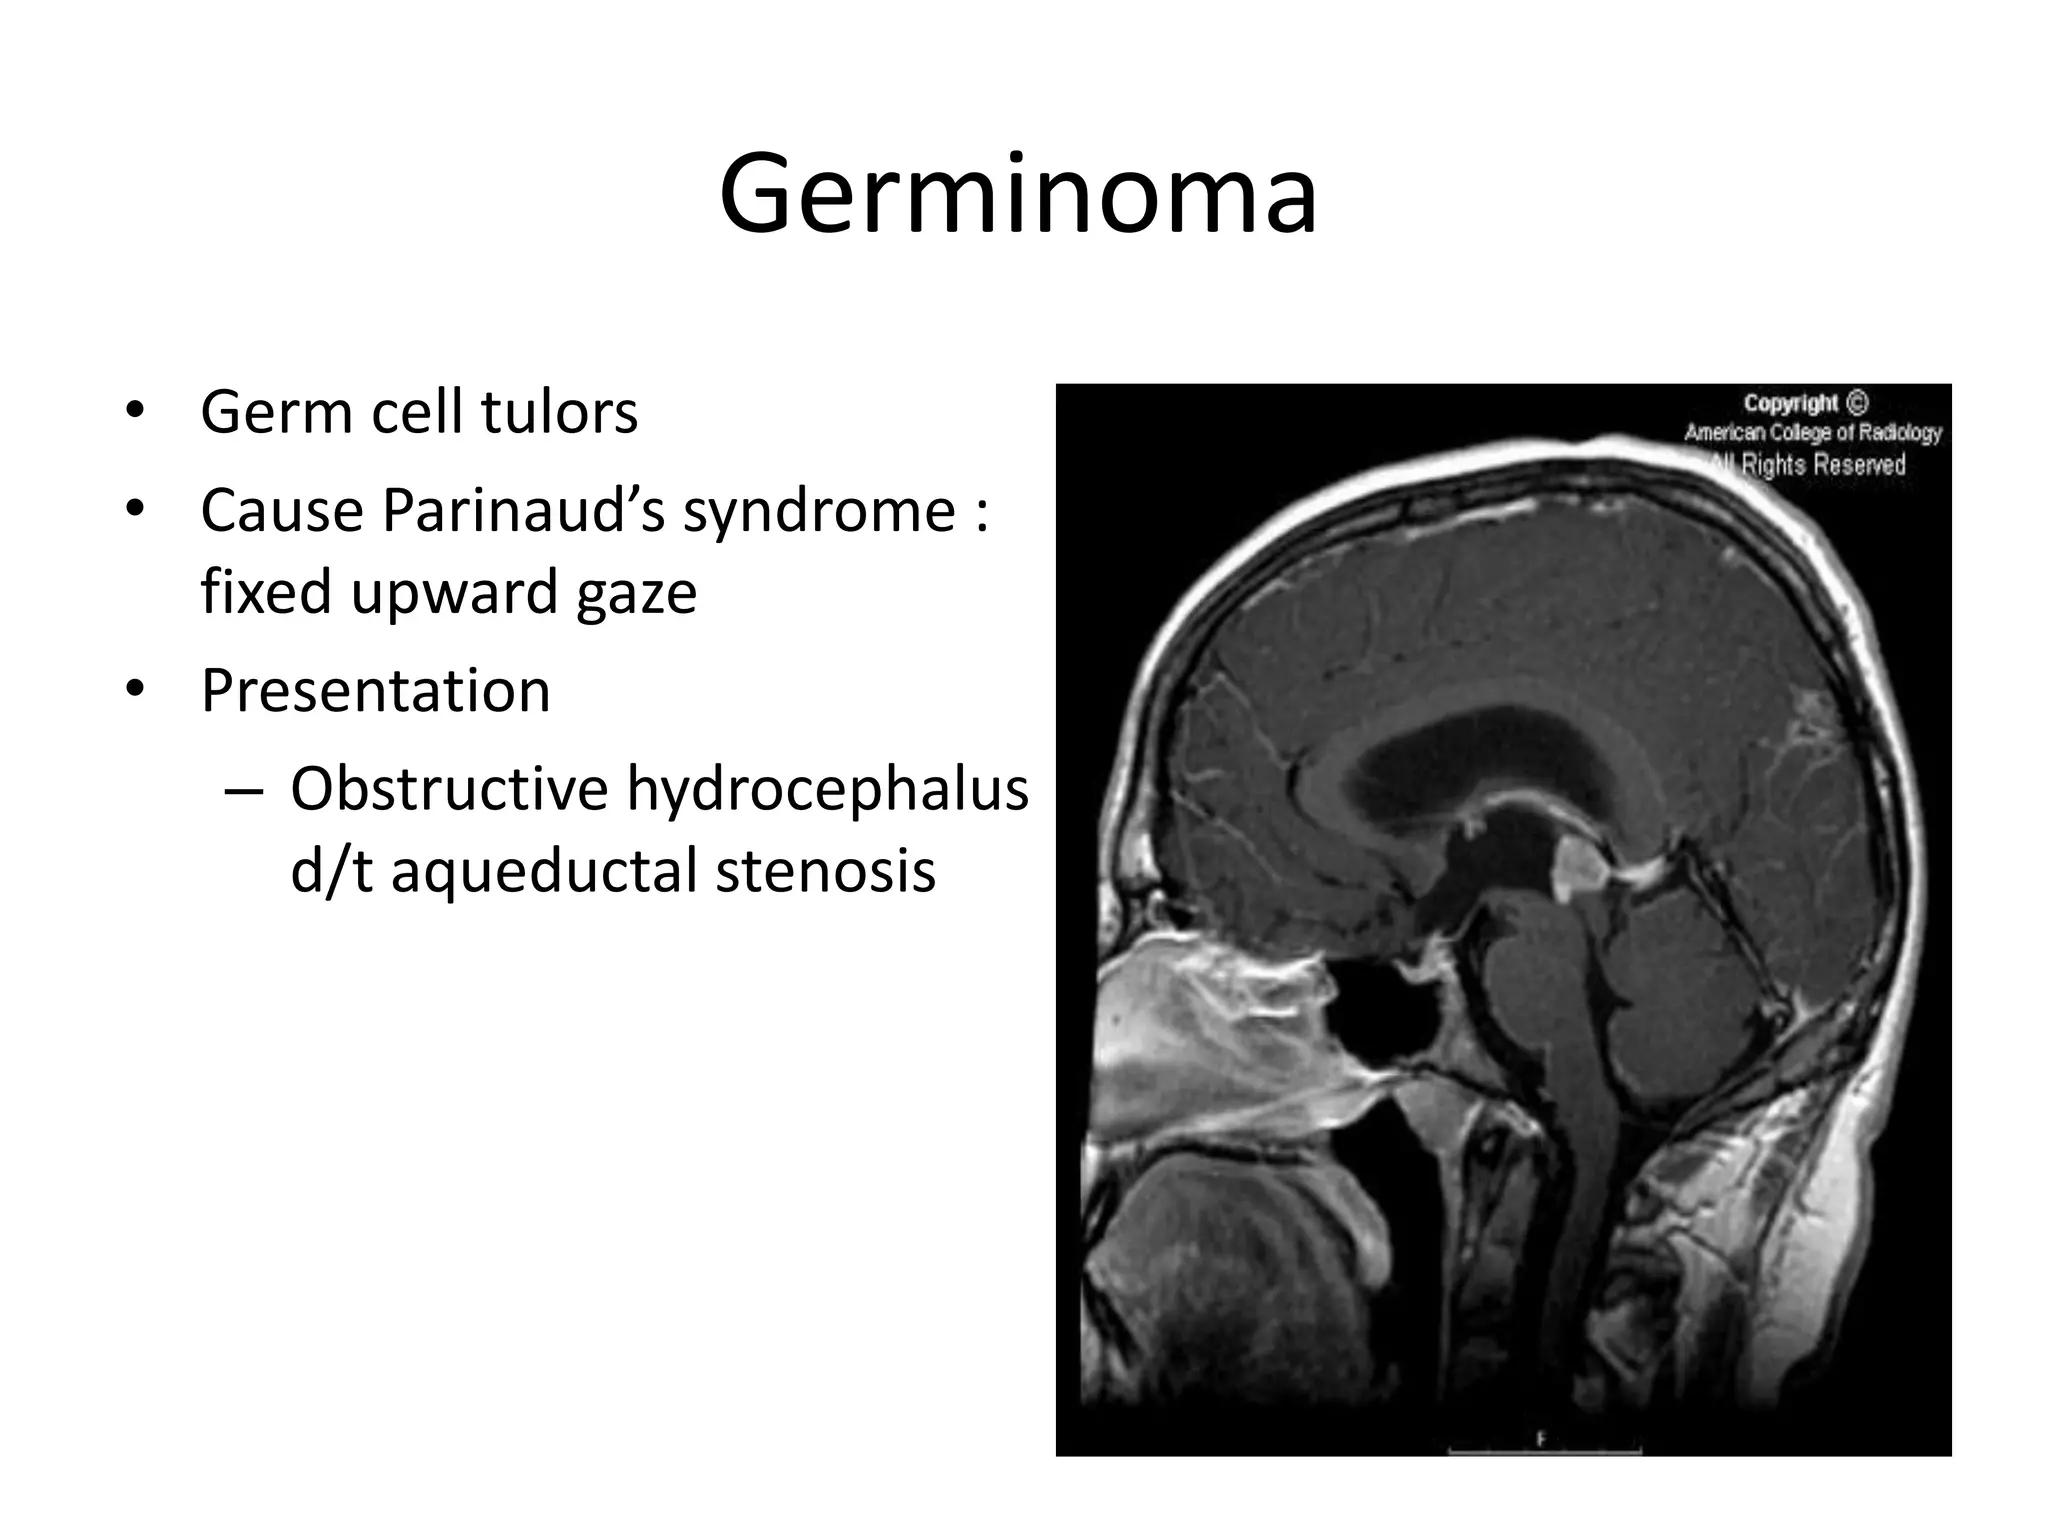 Germinoma
• Germ cell tulors
• Cause Parinaud’s syndrome :
fixed upward gaze
• Presentation
– Obstructive hydrocephalus
d/t aqueductal stenosis
Copyright ©
American College of Radiology
All Rights Reserved
F